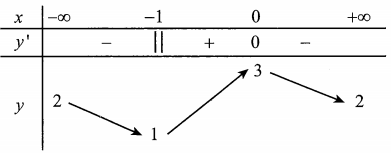 x −∞ −1 0 +∞
y' − || + 0 −
3
y 2 2
1